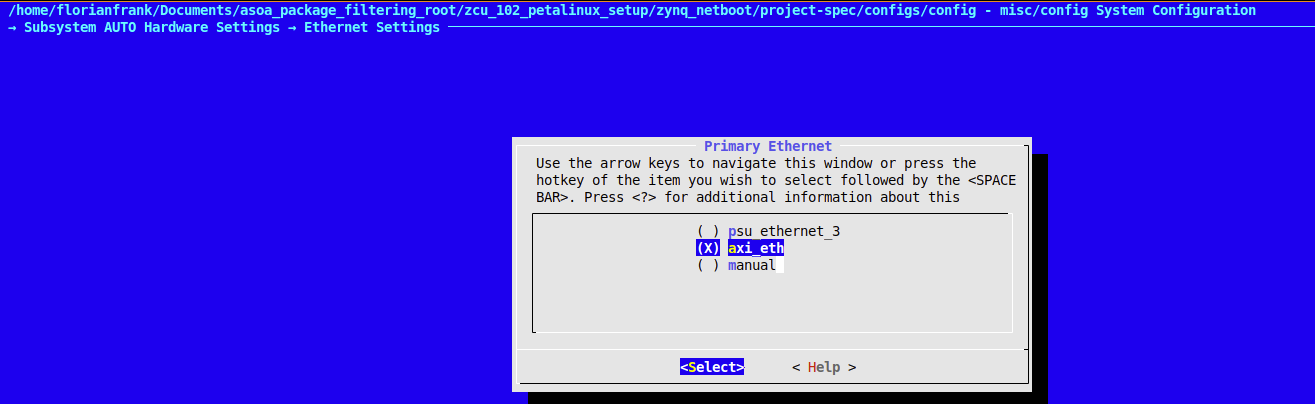 /home/florianfrank/Documents/asoa_package_filtering_root/zcu_102_petalinux_setup/zynq_netboot/project-spec/configs/config - misc/config System Configuration
→ Subsystem AUTO Hardware Settings → Ethernet Settings
Primary Ethernet
Use the arrow keys to navigate this window or press the
hotkey of the item you wish to select followed by the <SPACE
BAR>. Press <?> for additional information about this
( ) psu_ethernet_3
(X) axi_eth
( ) manual
<Select> < Help >